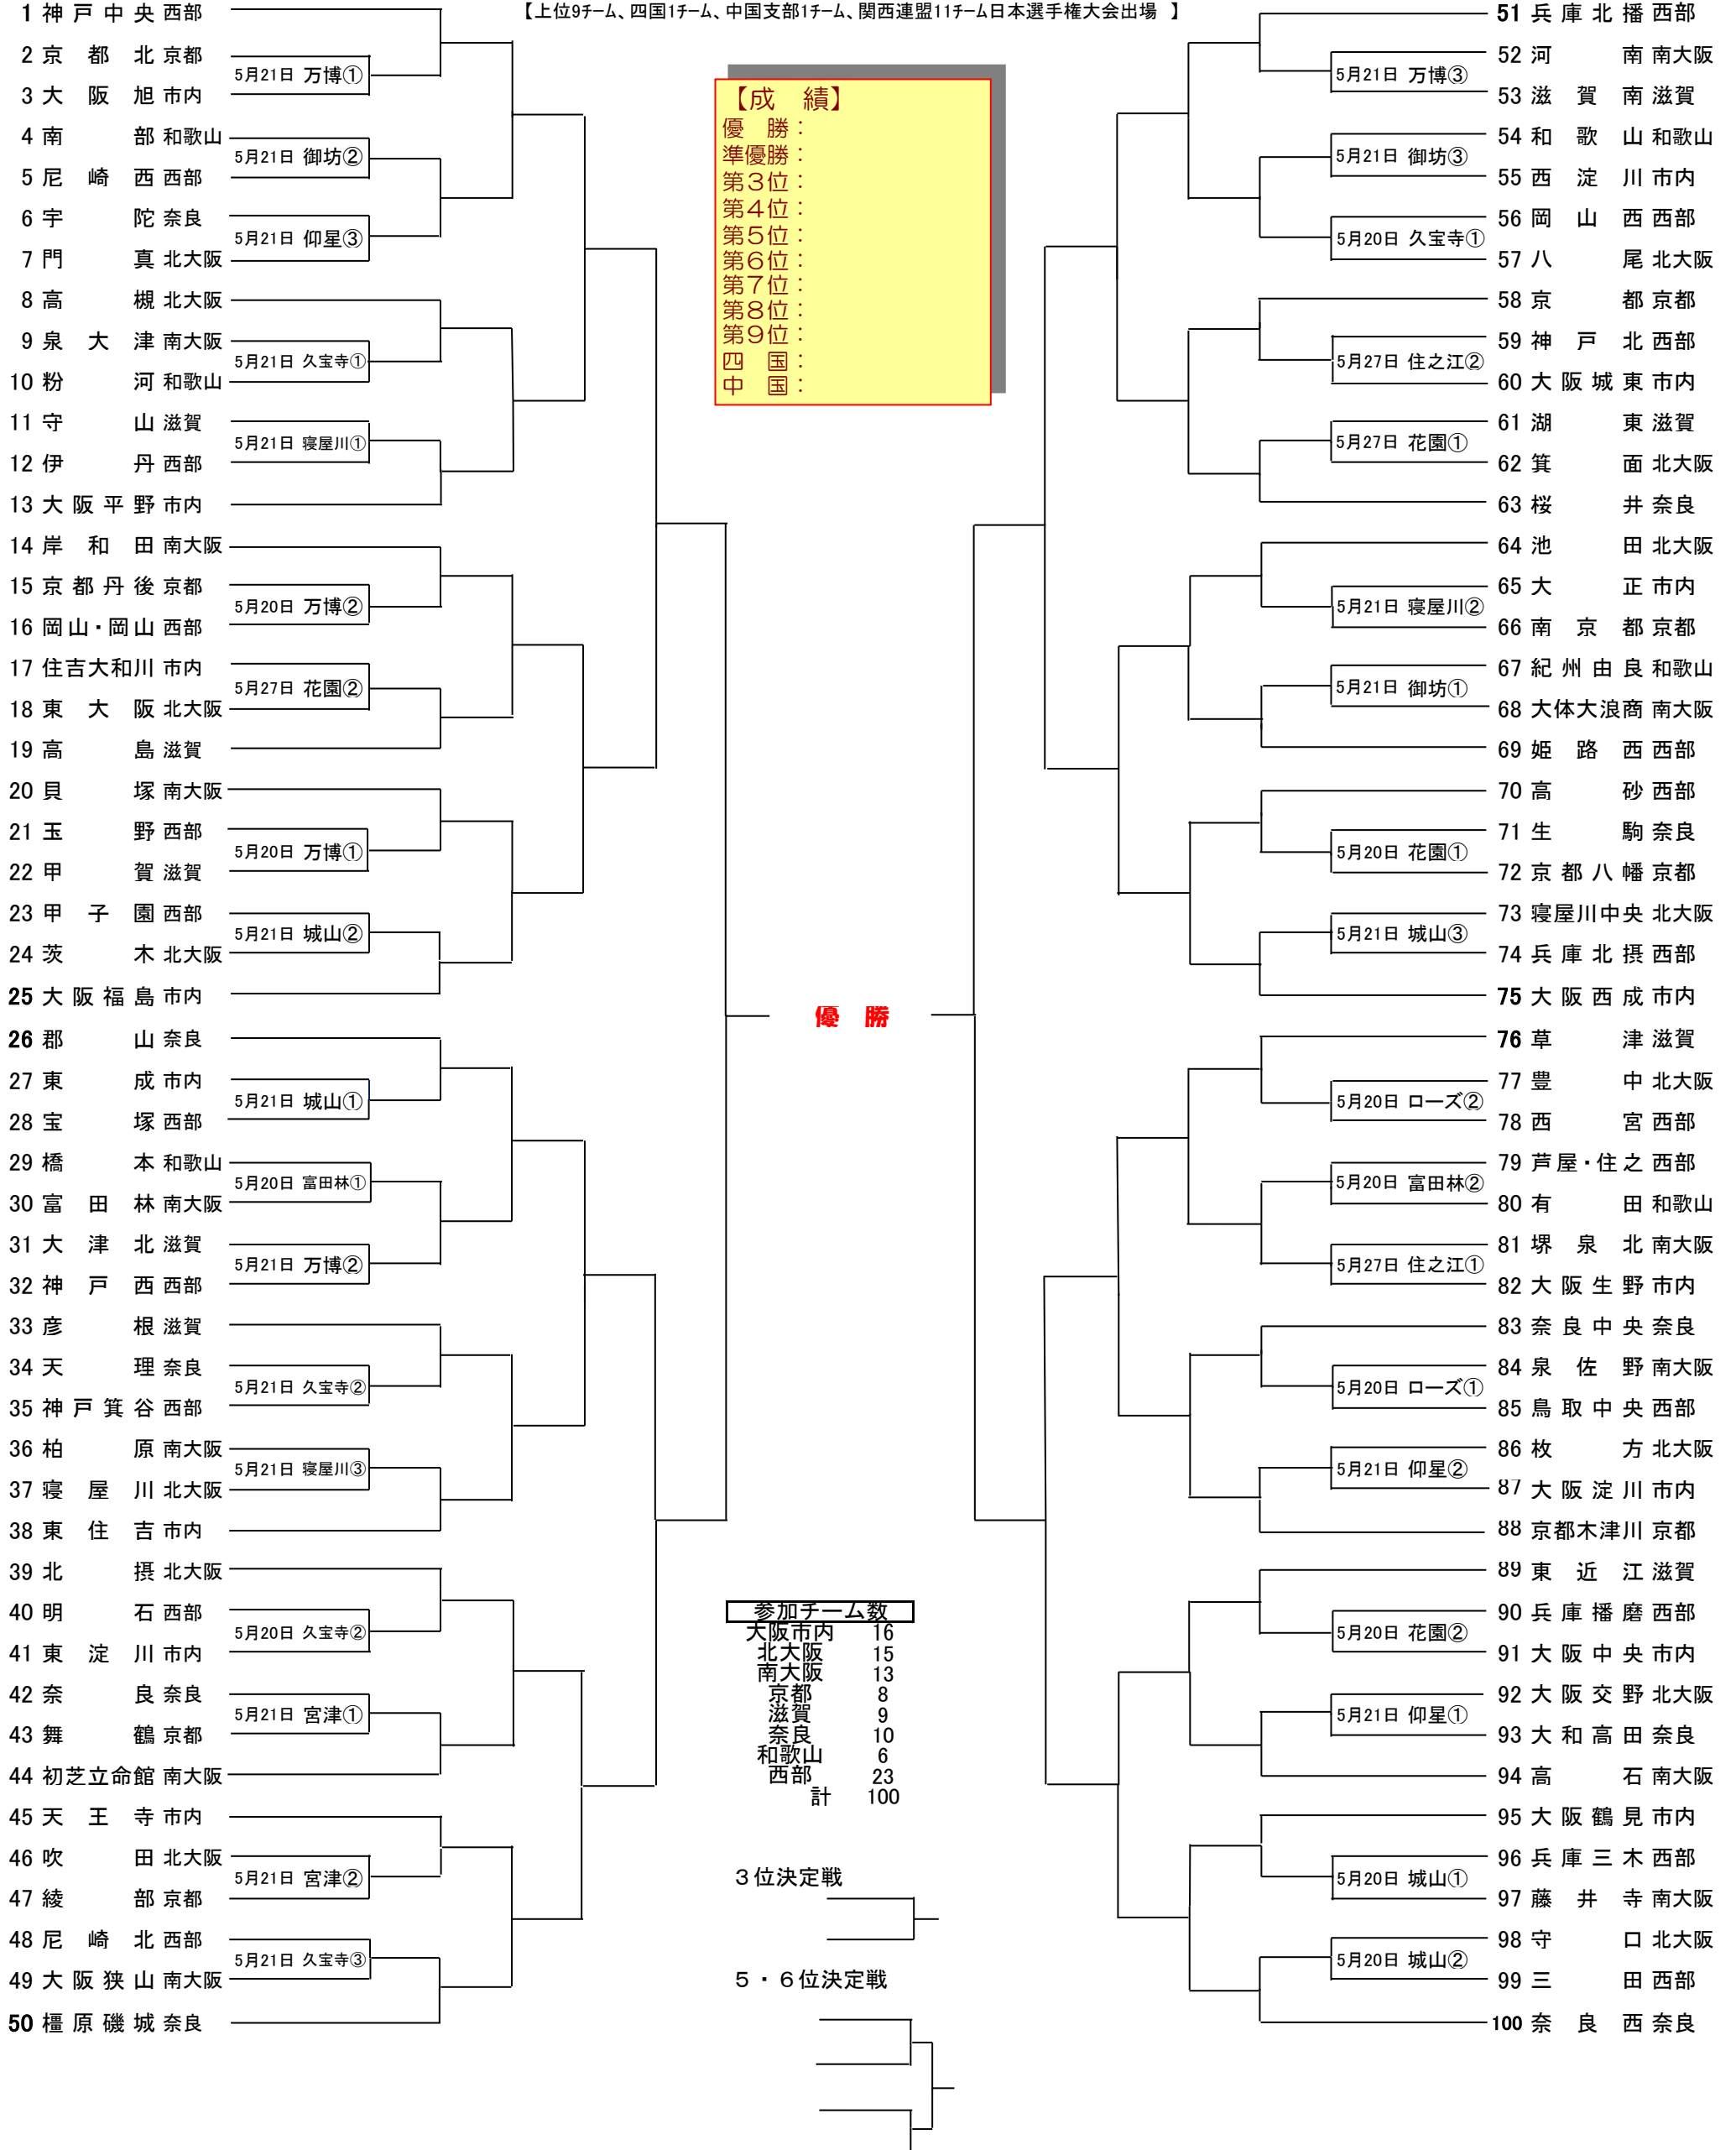 【上位9ﾁｰﾑ、四国1ﾁｰﾑ、中国支部1ﾁｰﾑ、関西連盟11ﾁｰﾑ日本選手権大会出場 】
1 神戸中央 西部
2 京都北 京都
5月21日 万博①
3 大阪旭 市内
4 南部 和歌山
5月21日 御坊②
5 尼崎西 西部
6 宇陀 奈良
5月21日 仰星③
7 門真 北大阪
8 高槻 北大阪
9 泉大津 南大阪
5月21日 久宝寺①
10 粉河 和歌山
11 守山 滋賀
5月21日 寝屋川①
12 伊丹 西部
13 大阪平野 市内
14 岸和田 南大阪
15 京都丹後 京都
5月20日 万博②
16 岡山・岡山 西部
17 住吉大和川 市内
5月27日 花園②
18 東大阪 北大阪
19 高島 滋賀
20 貝塚 南大阪
21 玉野 西部
5月20日 万博①
22 甲賀 滋賀
23 甲子園 西部
5月21日 城山②
24 茨木 北大阪
25 大阪福島 市内
26 郡山 奈良
27 東成 市内
5月21日 城山①
28 宝塚 西部
29 橋本 和歌山
5月20日 富田林①
30 富田林 南大阪
31 大津北 滋賀
5月21日 万博②
32 神戸西 西部
33 彦根 滋賀
34 天理 奈良
5月21日 久宝寺②
35 神戸箕谷 西部
36 柏原 南大阪
5月21日 寝屋川③
37 寝屋川 北大阪
38 東住吉 市内
39 北摂 北大阪
40 明石 西部
5月20日 久宝寺②
41 東淀川 市内
42 奈良 奈良
5月21日 宮津①
43 舞鶴 京都
44 初芝立命館 南大阪
45 天王寺 市内
46 吹田 北大阪
5月21日 宮津②
47 綾部 京都
48 尼崎北 西部
5月21日 久宝寺③
49 大阪狭山 南大阪
50 橿原磯城 奈良
【成　績】
優　勝：
準優勝：
第３位：
第４位：
第５位：
第６位：
第７位：
第８位：
第９位：
四　国：
中　国：
優　勝
参加チーム数
大阪市内 16
北大阪 15
南大阪 13
京都 8
滋賀 9
奈良 10
和歌山 6
西部 23
計 100
３位決定戦
５・６位決定戦
51 兵庫北播 西部
52 河南 南大阪
5月21日 万博③
53 滋賀南 滋賀
54 和歌山 和歌山
5月21日 御坊③
55 西淀川 市内
56 岡山西 西部
5月20日 久宝寺①
57 八尾 北大阪
58 京都 京都
59 神戸北 西部
5月27日 住之江②
60 大阪城東 市内
61 湖東 滋賀
5月27日 花園①
62 箕面 北大阪
63 桜井 奈良
64 池田 北大阪
65 大正 市内
5月21日 寝屋川②
66 南京都 京都
67 紀州由良 和歌山
5月21日 御坊①
68 大体大浪商 南大阪
69 姫路西 西部
70 高砂 西部
71 生駒 奈良
5月20日 花園①
72 京都八幡 京都
73 寝屋川中央 北大阪
5月21日 城山③
74 兵庫北摂 西部
75 大阪西成 市内
76 草津 滋賀
77 豊中 北大阪
5月20日 ローズ②
78 西宮 西部
79 芦屋・住之 西部
5月20日 富田林②
80 有田 和歌山
81 堺泉北 南大阪
5月27日 住之江①
82 大阪生野 市内
83 奈良中央 奈良
84 泉佐野 南大阪
5月20日 ローズ①
85 鳥取中央 西部
86 枚方 北大阪
5月21日 仰星②
87 大阪淀川 市内
88 京都木津川 京都
89 東近江 滋賀
90 兵庫播磨 西部
5月20日 花園②
91 大阪中央 市内
92 大阪交野 北大阪
5月21日 仰星①
93 大和高田 奈良
94 高石 南大阪
95 大阪鶴見 市内
96 兵庫三木 西部
5月20日 城山①
97 藤井寺 南大阪
98 守口 北大阪
5月20日 城山②
99 三田 西部
100 奈良西 奈良